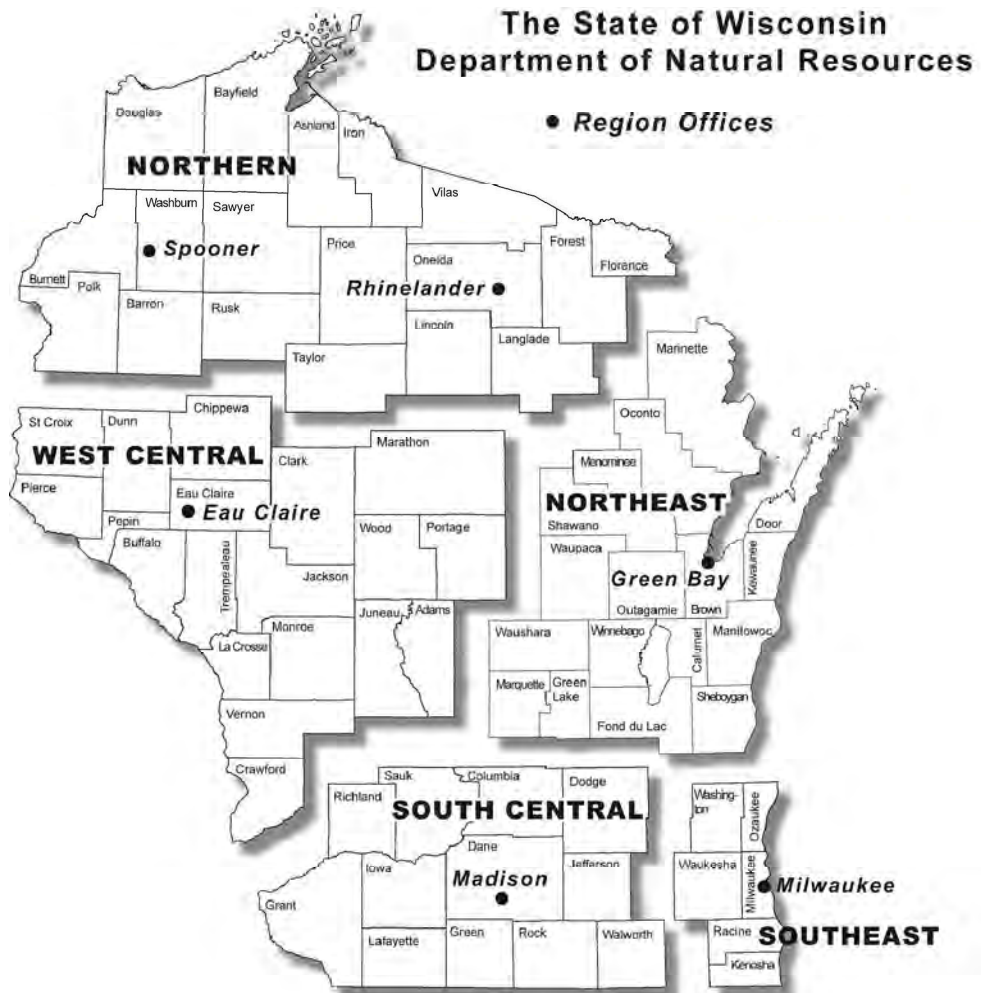 The State of Wisconsin
Department of Natural Resources
Region Offices
Bayfield
Douglas
Ashland
Iron
NORTHERN
Vilas
Washburn
Sawyer
Spooner
Price
Forest
Oneida
Florence
Burnett
Polk
Rhinelander
Barron
Rusk
Lincoln
Langlade
Taylor
Marinette
Chippewa
St Croix
Dunn
Oconto
Marathon
WEST CENTRAL
Clark
Menominee
Pierce
Eau Claire
Eau Claire
NORTHEAST
Pepin
Wood
Portage
Shawano
Door
Buffalo
Waupaca
Trempealeau
Jackson
Green Bay
Kewaunee
Juneau
Adams
Outagamie
Brown
Monroe
La Crosse
Waushara
Winnebago
Calumet
Manitowoc
Marquette
Green
Lake
Sheboygan
Vernon
Fond du Lac
Crawford
Sauk
Columbia
Dodge
Richland
SOUTH CENTRAL
Washing-
ton
Ozaukee
Dane
Iowa
Jefferson
Waukesha
Milwaukee
Madison
Milwaukee
Grant
Lafayette
Green
Rock
Walworth
Racine
SOUTHEAST
Kenosha